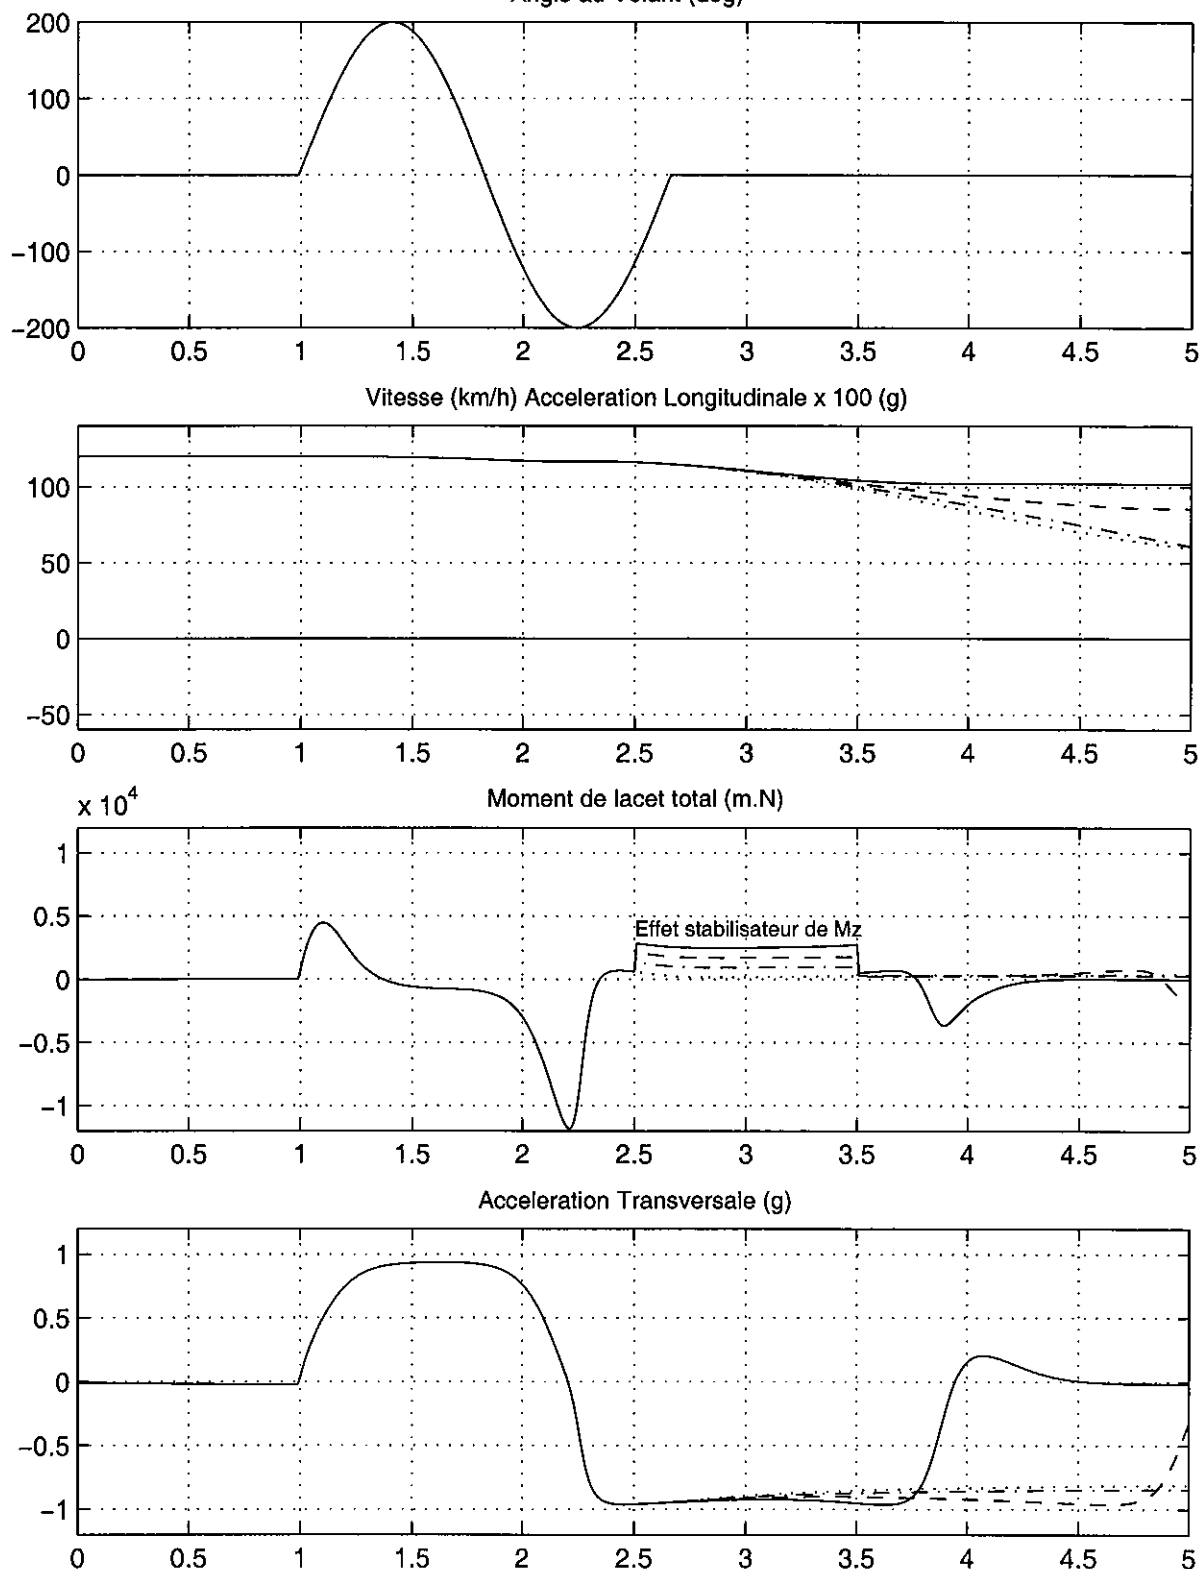 Angle au Volant (deg)
200
100
0
−100
−200
0 0.5 1 1.5 2 2.5 3 3.5 4 4.5 5
Vitesse (km/h) Acceleration Longitudinale x 100 (g)
100
50
0
−50
0 0.5 1 1.5 2 2.5 3 3.5 4 4.5 5
x 10^4
Moment de lacet total (m.N)
1
0.5
Effet stabilisateur de Mz
0
−0.5
−1
0 0.5 1 1.5 2 2.5 3 3.5 4 4.5 5
Acceleration Transversale (g)
1
0.5
0
−0.5
−1
0 0.5 1 1.5 2 2.5 3 3.5 4 4.5 5